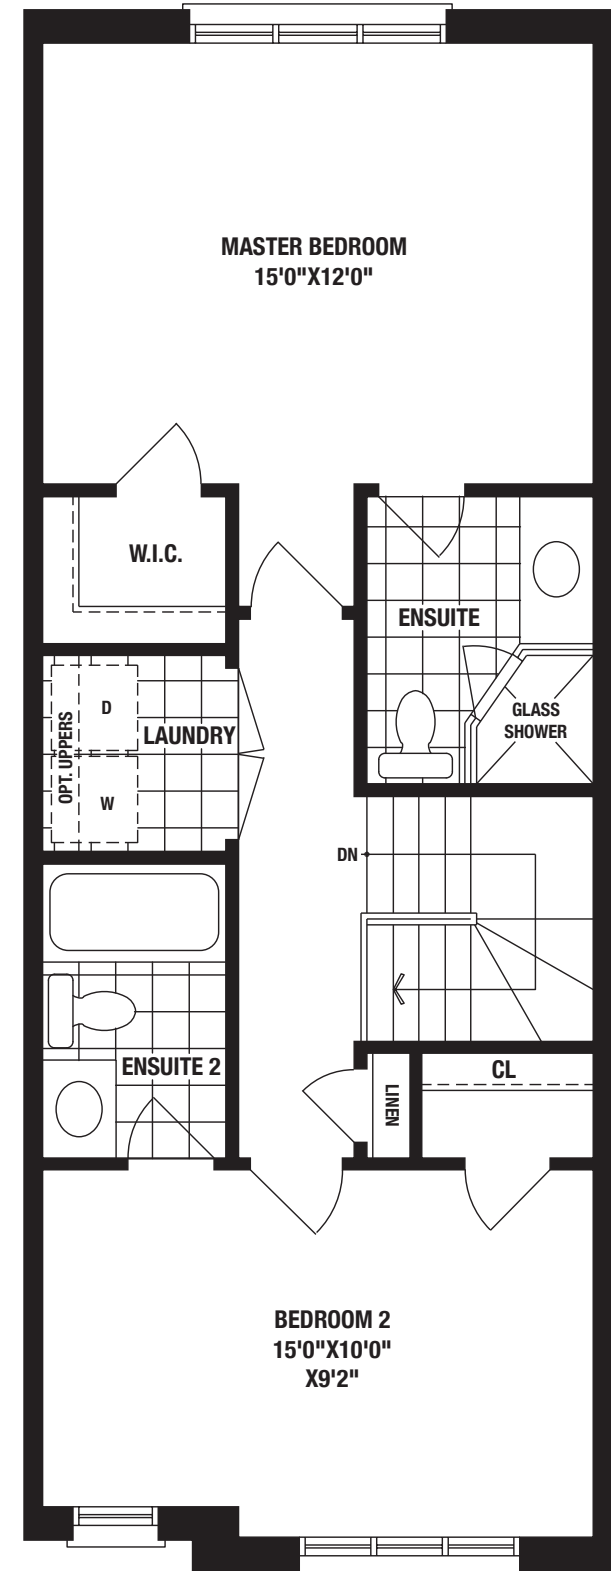 MASTER BEDROOM
15'0"X12'0"
W.I.C.
ENSUITE
GLASS
SHOWER
OPT. UPPERS
D
LAUNDRY
W
DN
ENSUITE 2
LINEN
CL
BEDROOM 2
15'0"X10'0"
X9'2"